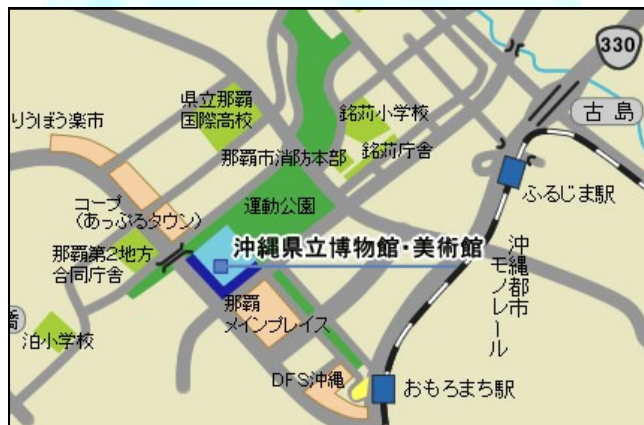 330
古島
県立那覇
国際高校
銘苅小学校
りうぼう楽市
銘苅庁舎
那覇市消防本部
ふるじま駅
コープ
(あっぷるタウン)
運動公園
沖縄県立博物館・美術館
那覇第2地方
合同庁舎
沖縄都市
モノレール
那覇
メインプレイス
橋
泊小学校
DFS沖縄
おもろまち駅